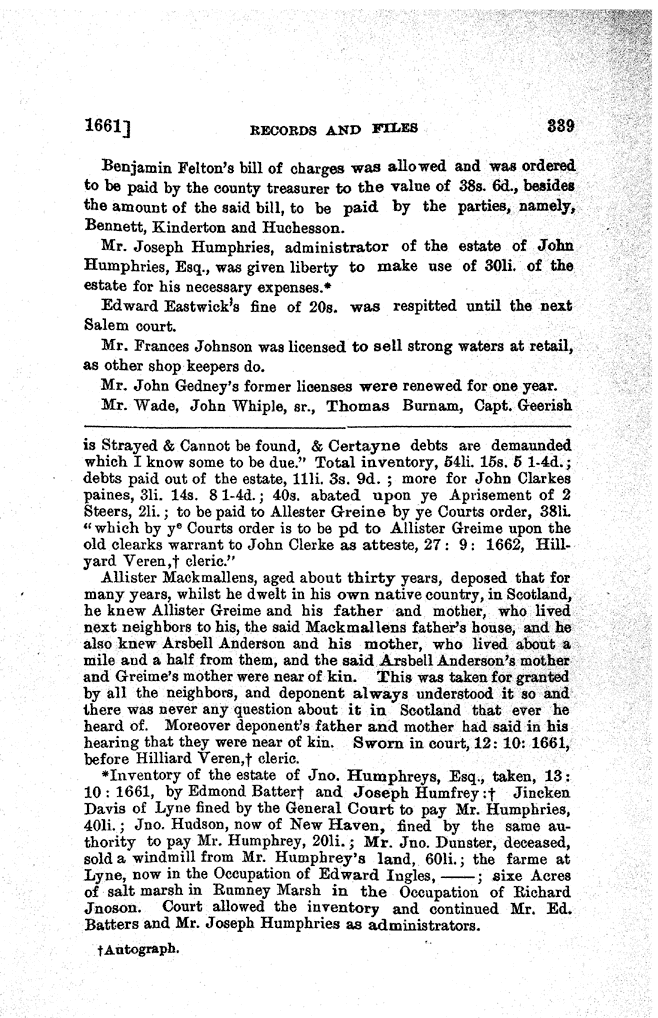 1661] RECORDS AND FILES 339
Benjamin Felton's bill of charges was allowed and was ordered
to be paid by the county treasurer to the value of 38s. 6d., besides
the amount of the said bill, to be paid by the parties, namely,
Bennett, Kinderton and Huchesson.
Mr. Joseph Humphries, administrator of the estate of John
Humphries, Esq., was given liberty to make use of 30li. of the
estate for his necessary expenses.*
Edward Eastwick's fine of 20s. was respitted until the next
Salem court.
Mr. Frances Johnson was licensed to sell strong waters at retail,
as other shop keepers do.
Mr. John Gedney's former licenses were renewed for one year.
Mr. Wade, John Whiple, sr., Thomas Burnam, Capt. Geerish
is Strayed & Cannot be found, & Certayne debts are demaunded
which I know some to be due." Total inventory, 54li. 15s. 5 1-4d.;
debts paid out of the estate, 11li. 3s. 9d. ; more for John Clarkes
paines, 3li. 14s. 8 1-4d.; 40s. abated upon ye Aprisement of 2
Steers, 2li.; to be paid to Allester Greine by ye Courts order, 38li.
"which by yᵉ Courts order is to be pd to Allister Greime upon the
old clearks warrant to John Clerke as atteste, 27 : 9 : 1662, Hill-
yard Veren,† cleric."
Allister Mackmallens, aged about thirty years, deposed that for
many years, whilst he dwelt in his own native country, in Scotland,
he knew Allister Greime and his father and mother, who lived
next neighbors to his, the said Mackmallens father's house, and he
also knew Arsbell Anderson and his mother, who lived about a
mile and a half from them, and the said Arsbell Anderson's mother
and Greime's mother were near of kin. This was taken for granted
by all the neighbors, and deponent always understood it so and
there was never any question about it in Scotland that ever he
heard of. Moreover deponent's father and mother had said in his
hearing that they were near of kin. Sworn in court, 12 : 10 : 1661,
before Hilliard Veren,† cleric.
*Inventory of the estate of Jno. Humphreys, Esq., taken, 13 :
10 : 1661, by Edmond Batter† and Joseph Humfrey :† Jincken
Davis of Lyne fined by the General Court to pay Mr. Humphries,
40li. ; Jno. Hudson, now of New Haven, fined by the same au-
thority to pay Mr. Humphrey, 20li. ; Mr. Jno. Dunster, deceased,
sold a windmill from Mr. Humphrey's land, 60li. ; the farme at
Lyne, now in the Occupation of Edward Ingles, ——; sixe Acres
of salt marsh in Rumney Marsh in the Occupation of Richard
Jnoson. Court allowed the inventory and continued Mr. Ed.
Batters and Mr. Joseph Humphries as administrators.
†Autograph.